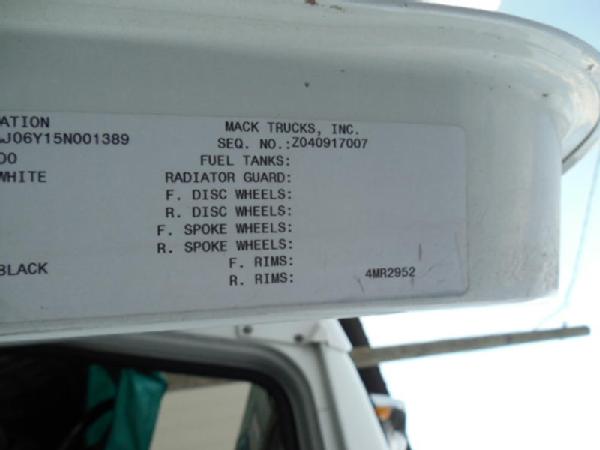 ATION MACK TRUCKS, INC.
J06Y15N001389 SEQ. NO.:Z040917007
00 FUEL TANKS:
WHITE RADIATOR GUARD:
F. DISC WHEELS:
R. DISC WHEELS:
F. SPOKE WHEELS:
R. SPOKE WHEELS:
BLACK F. RIMS:
R. RIMS: 4MR2952